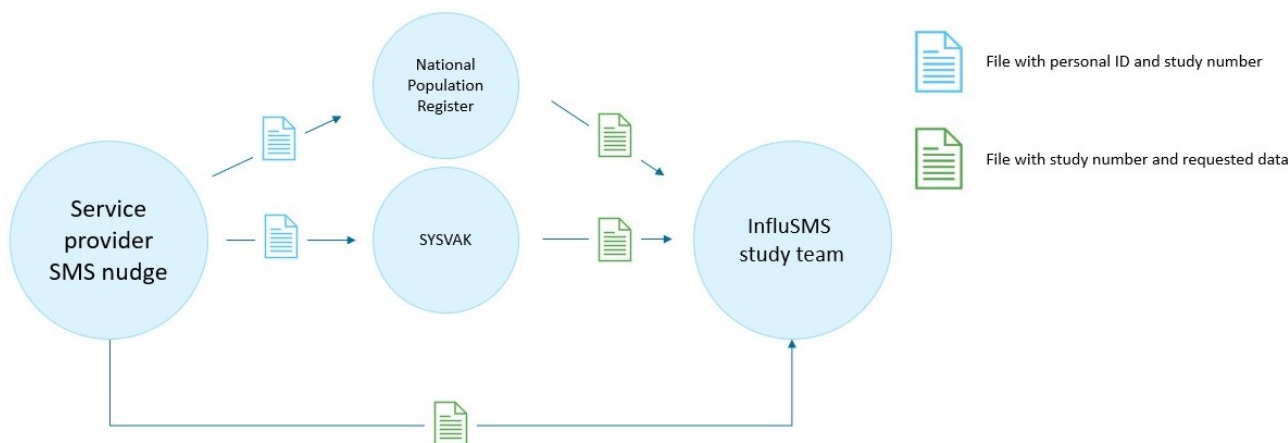 National
Population
Register
File with personal ID and study number
File with study number and requested data
Service
provider
SMS nudge
SYSVAK
InfluSMS
study team